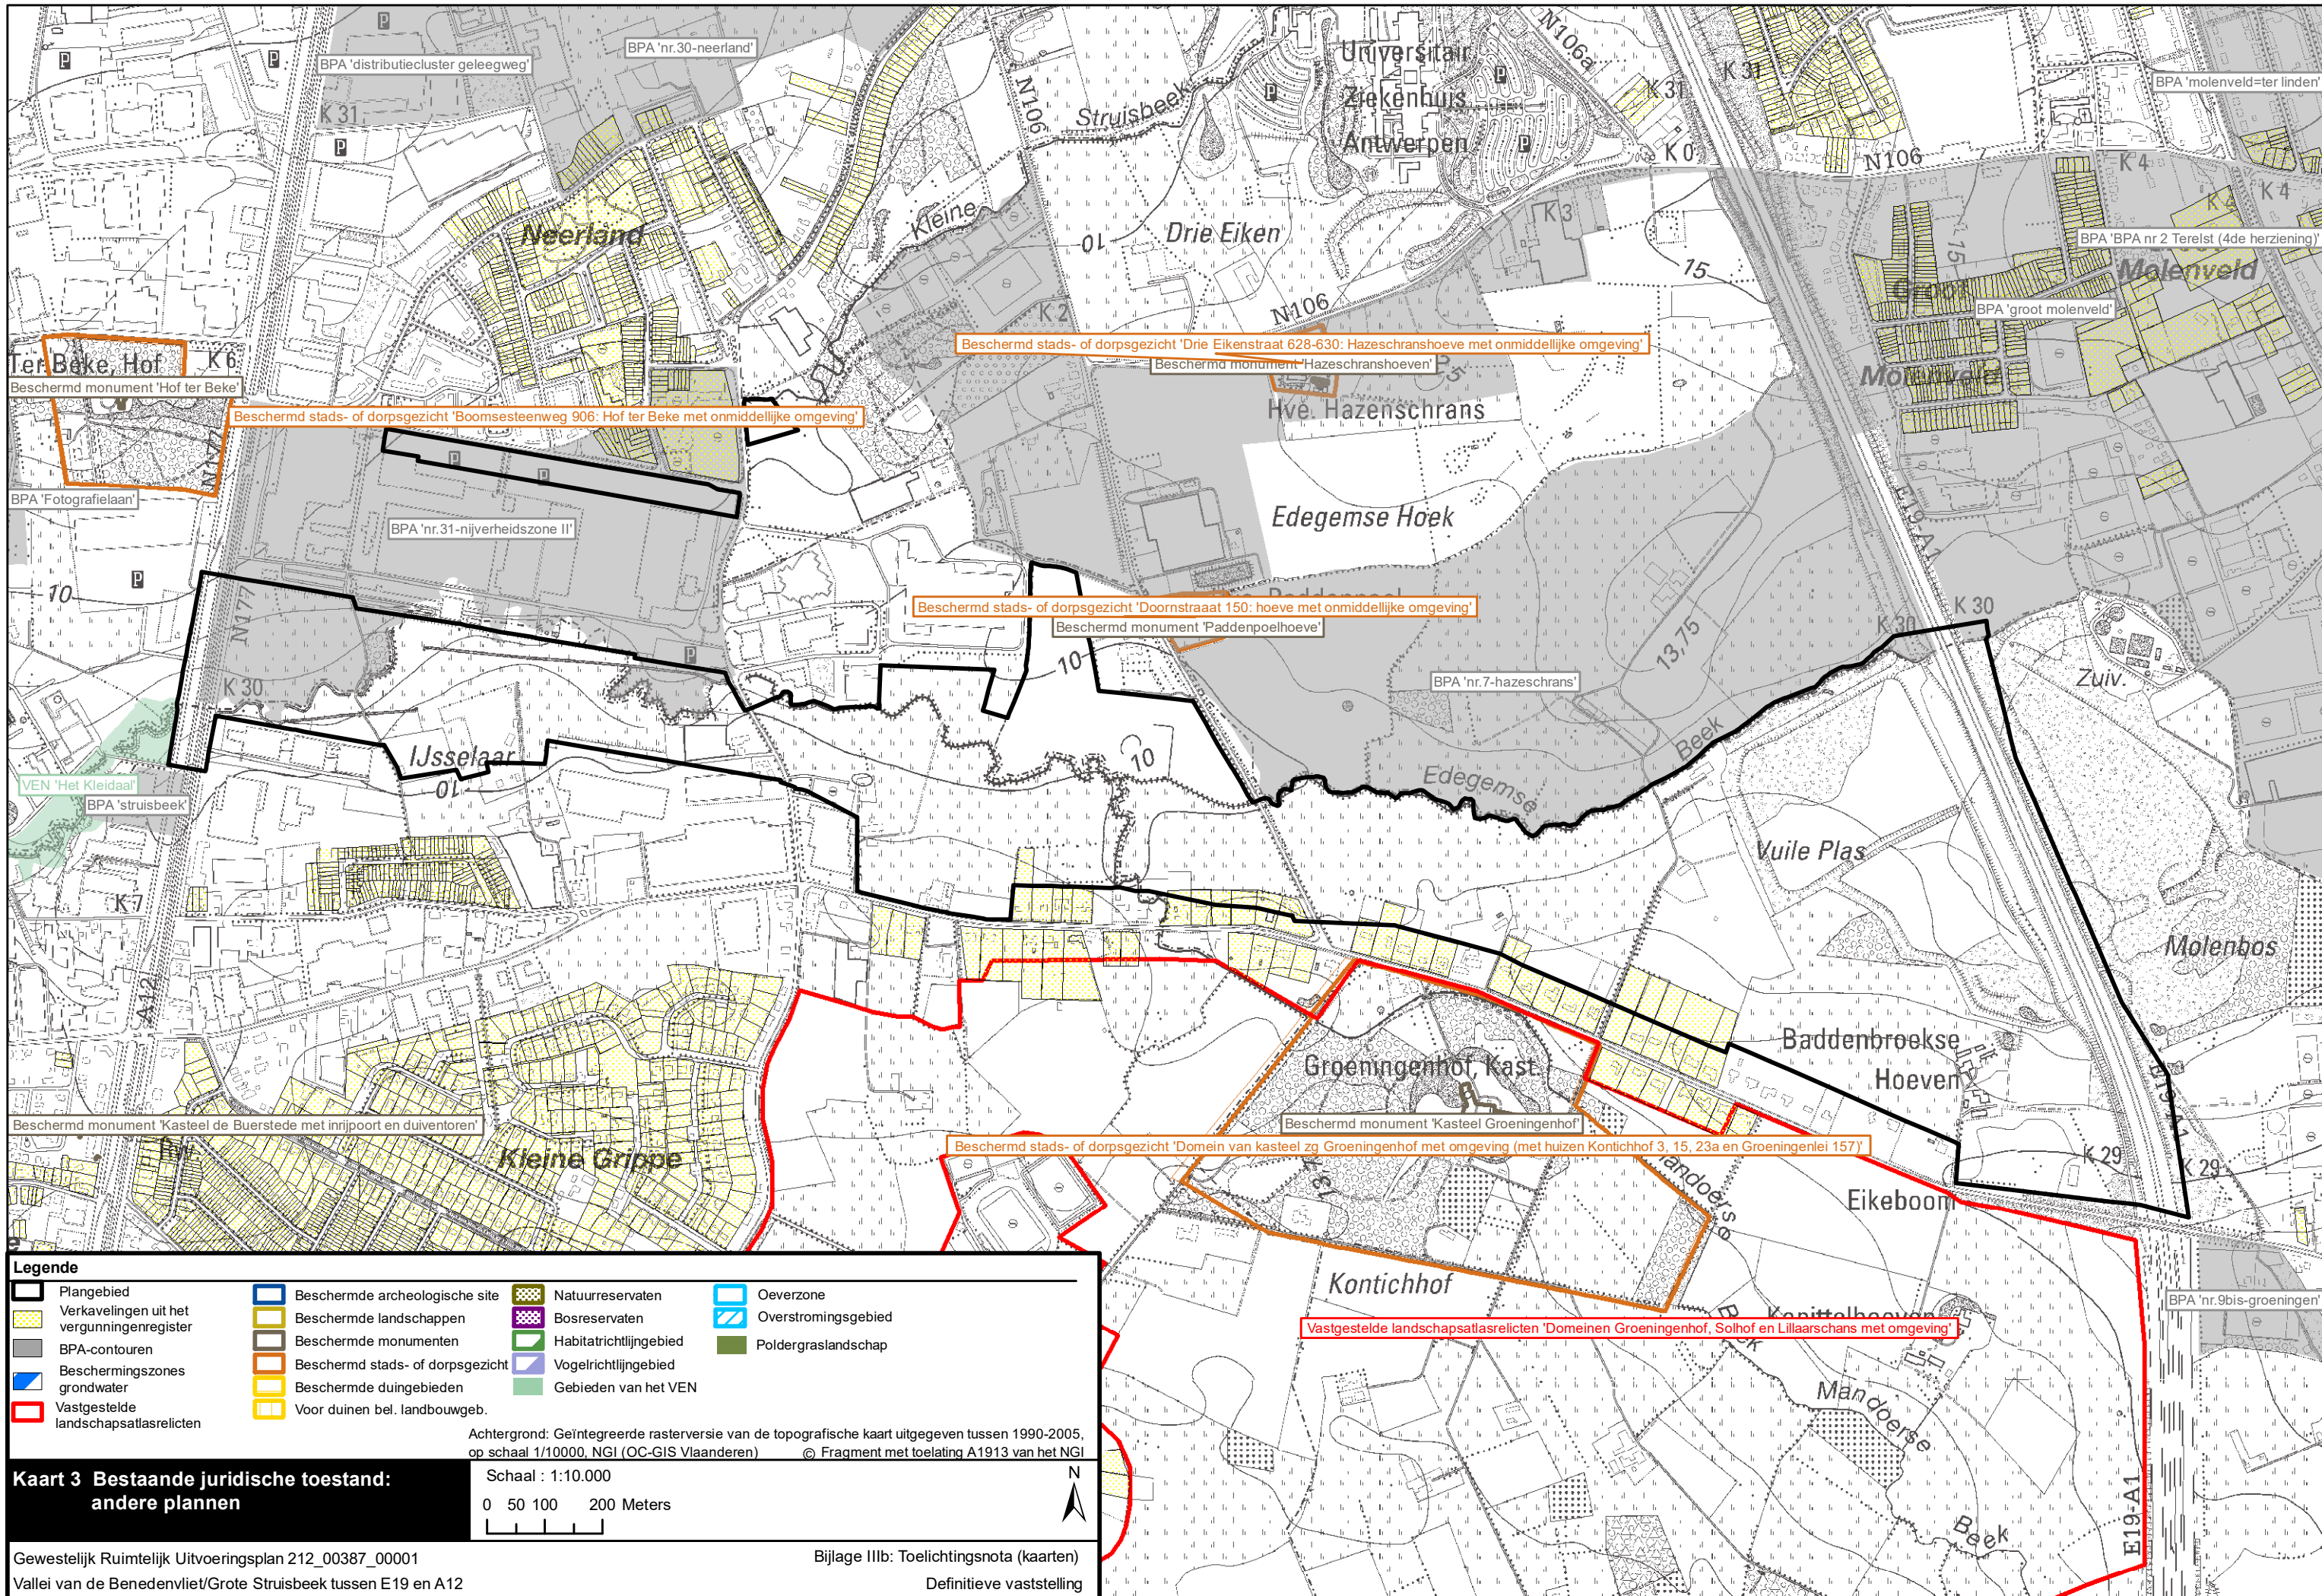 BPA 'nr.30-neerland'
BPA 'distributiecluster geleegweg'
BPA 'molenveld=ter linden'
P
P
P
P
P
P
P
K 31
N106
Struisbeek
Universitair
Ziekenhuis
Antwerpen
N106a
K 31
K 31
K 0
N106
K 4
K 4
K 4
Neerland
Kleine
10
Drie Eiken
K 3
15
15
BPA 'BPA nr 2 Terelst (4de herziening)'
Molenveld
Groot
BPA 'groot molenveld'
Molenveld
K 2
N106
Beschermd stads- of dorpsgezicht 'Drie Eikenstraat 628-630: Hazeschranshoeve met onmiddellijke omgeving'
Beschermd monument 'Hazeschranshoeven'
Hve. Hazenschrans
Ter Beke, Hof
K 6
Beschermd monument 'Hof ter Beke'
Beschermd stads- of dorpsgezicht 'Boomsesteenweg 906: Hof ter Beke met onmiddellijke omgeving'
N177
P
P
BPA 'Fotografielaan'
BPA 'nr.31-nijverheidszone II'
Edegemse Hoek
E19-A1
P
10
N177
Beschermd stads- of dorpsgezicht 'Doornstraaat 150: hoeve met onmiddellijke omgeving'
Beschermd monument 'Paddenpoelhoeve'
K 30
K 30
P
10
13,75
Zuiv.
K 30
BPA 'nr.7-hazeschrans'
IJsselaar
10
10
Edegemse
Beek
VEN 'Het Kleidaal'
BPA 'struisbeek'
Vuile Plas
K 7
Molenbos
A12
Baddenbroekse
Hoeven
Groeningenhof, Kast.
E19-A1
Beschermd monument 'Kasteel de Buerstede met inrijpoort en duiventoren'
Beschermd monument 'Kasteel Groeningenhof'
Beschermd stads- of dorpsgezicht 'Domein van kasteel zg Groeningenhof met omgeving (met huizen Kontichhof 3, 15, 23a en Groeningenlei 157)'
Kleine Grippe
K 29
K 29
Eikeboom
Kontichhof
BPA 'nr.9bis-groeningen'
Vastgestelde landschapsatlasrelicten 'Domeinen Groeningenhof, Solhof en Lillaarschans met omgeving'
Beek
Mandoerse
Beek
E19-A1
Legende
Plangebied
Verkavelingen uit het
vergunningenregister
BPA-contouren
Beschermingszones
grondwater
Vastgestelde
landschapsatlasrelicten
Beschermde archeologische site
Beschermde landschappen
Beschermde monumenten
Beschermd stads- of dorpsgezicht
Beschermde duingebieden
Voor duinen bel. landbouwgeb.
Natuurreservaten
Bosreservaten
Habitatrichtlijngebied
Vogelrichtlijngebied
Gebieden van het VEN
Oeverzone
Overstromingsgebied
Poldergraslandschap
Achtergrond: Geïntegreerde rasterversie van de topografische kaart uitgegeven tussen 1990-2005,
op schaal 1/10000, NGI (OC-GIS Vlaanderen) © Fragment met toelating A1913 van het NGI
Kaart 3 Bestaande juridische toestand:
andere plannen
Schaal : 1:10.000
0 50 100 200 Meters
N
Gewestelijk Ruimtelijk Uitvoeringsplan 212_00387_00001
Vallei van de Benedenvliet/Grote Struisbeek tussen E19 en A12
Bijlage IIIb: Toelichtingsnota (kaarten)
Definitieve vaststelling